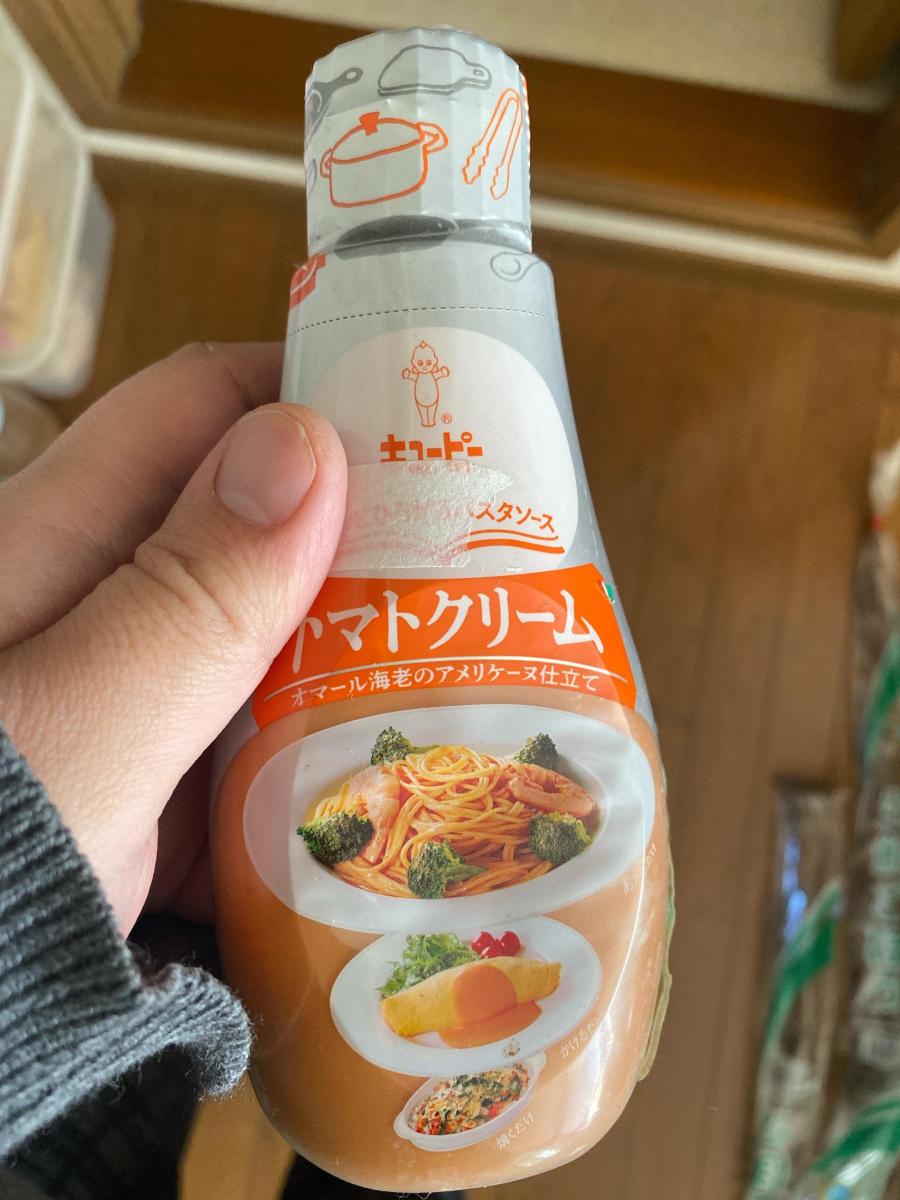 ®
キューピー
パスタソース
トマトクリーム
オマール海老のアメリケーヌ仕立て
かけるだけ
焼くだけ